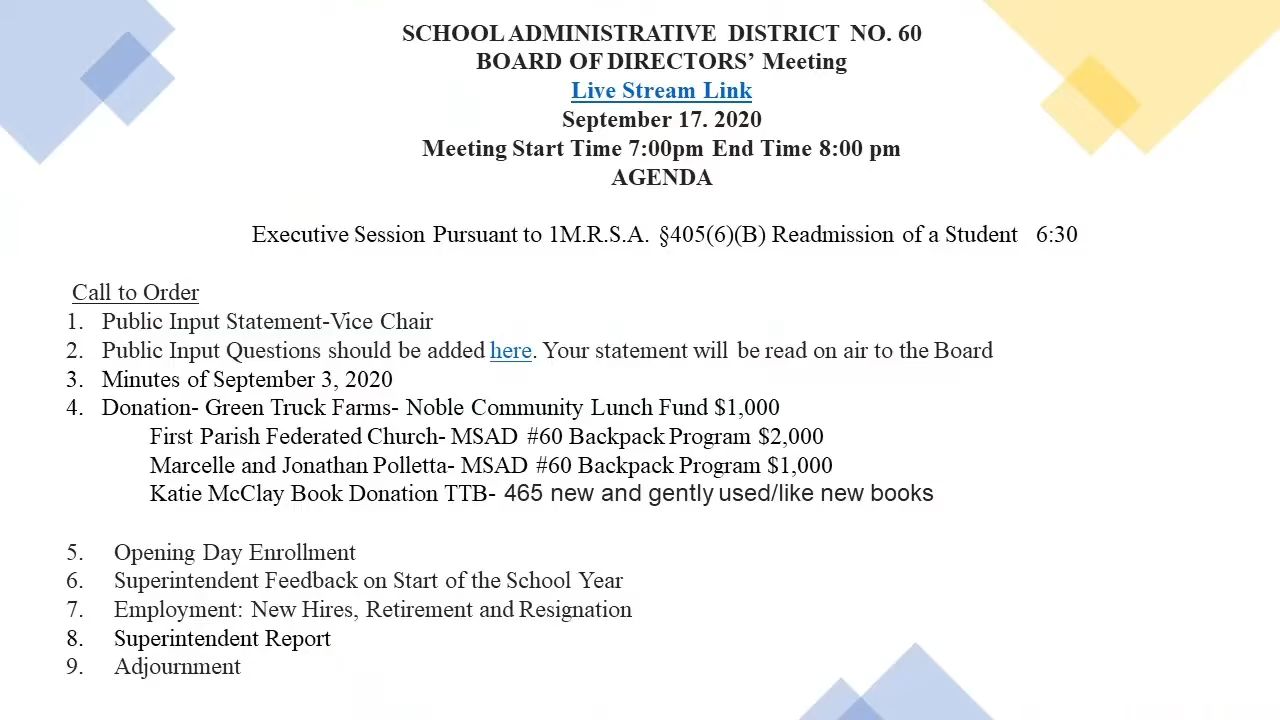 SCHOOL ADMINISTRATIVE DISTRICT NO. 60
BOARD OF DIRECTORS’ Meeting
Live Stream Link
September 17. 2020
Meeting Start Time 7:00pm End Time 8:00 pm
AGENDA
Executive Session Pursuant to 1M.R.S.A. §405(6)(B) Readmission of a Student 6:30
Call to Order
1. Public Input Statement-Vice Chair
2. Public Input Questions should be added here. Your statement will be read on air to the Board
3. Minutes of September 3, 2020
4. Donation- Green Truck Farms- Noble Community Lunch Fund $1,000
First Parish Federated Church- MSAD #60 Backpack Program $2,000
Marcelle and Jonathan Polletta- MSAD #60 Backpack Program $1,000
Katie McClay Book Donation TTB- 465 new and gently used/like new books
5. Opening Day Enrollment
6. Superintendent Feedback on Start of the School Year
7. Employment: New Hires, Retirement and Resignation
8. Superintendent Report
9. Adjournment